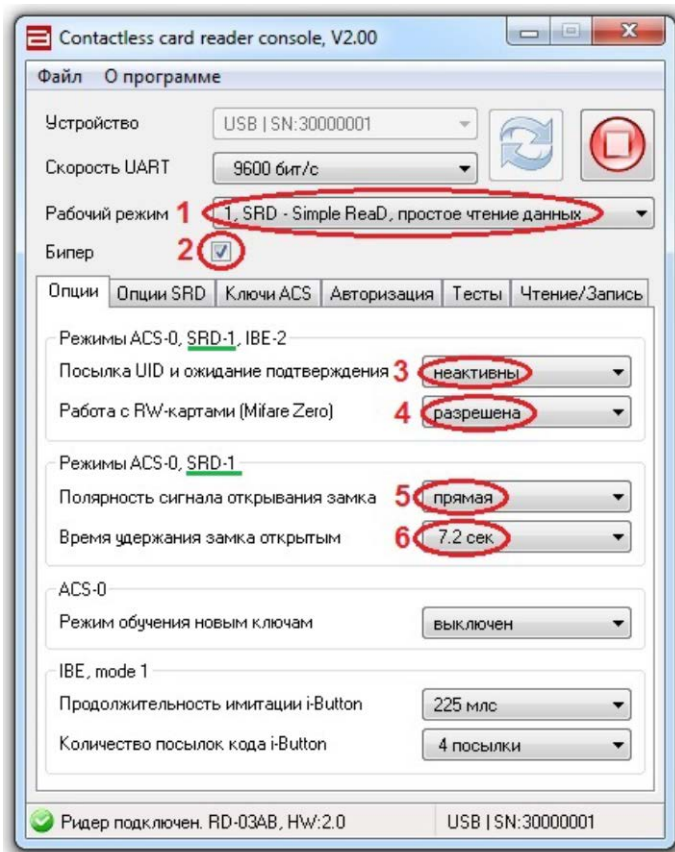 Contactless card reader console, V2.00
Файл О программе
Устройство USB | SN:30000001
Скорость UART 9600 бит/с
Рабочий режим 1 1, SRD - Simple ReaD, простое чтение данных
Бипер 2
Опции Опции SRD Ключи ACS Авторизация Тесты Чтение/Запись
Режимы ACS-0, SRD-1, IBE-2
Посылка UID и ожидание подтверждения 3 неактивны
Работа с RW-картами (Mifare Zero) 4 разрешена
Режимы ACS-0, SRD-1
Полярность сигнала открывания замка 5 прямая
Время удержания замка открытым 6 7.2 сек
ACS-0
Режим обучения новым ключам выключен
IBE, mode 1
Продолжительность имитации i-Button 225 млс
Количество посылок кода i-Button 4 посылки
Ридер подключен. RD-03AB, HW:2.0 USB | SN:30000001